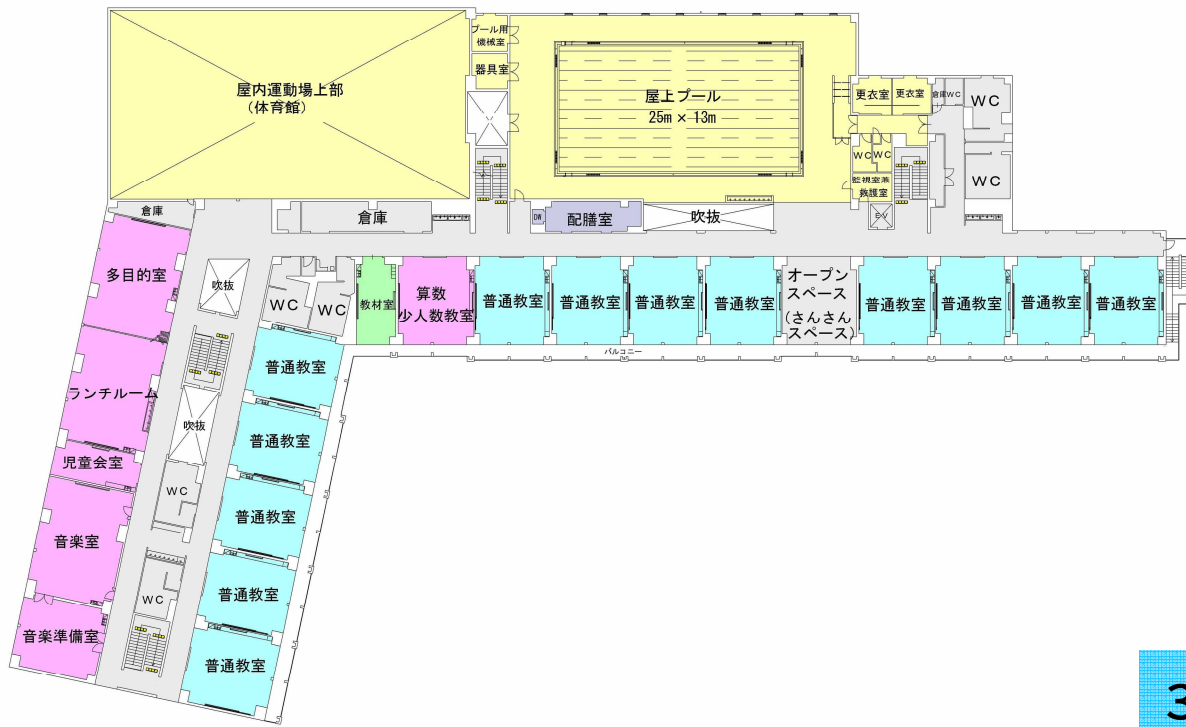 プール用
機械室
器具室
屋内運動場上部
（体育館）
屋上プール
25m × 13m
更衣室
更衣室
倉庫
WC
WC
WC
WC
WC
監視室兼
救護室
EV
倉庫
倉庫
DW
配膳室
吹抜
多目的室
吹抜
WC
WC
教材室
算数
少人数教室
普通教室
普通教室
普通教室
普通教室
オープン
スペース
（さんさん
スペース）
普通教室
普通教室
普通教室
普通教室
バルコニー
ランチルーム
吹抜
普通教室
普通教室
児童会室
WC
普通教室
音楽室
WC
普通教室
音楽準備室
普通教室
3